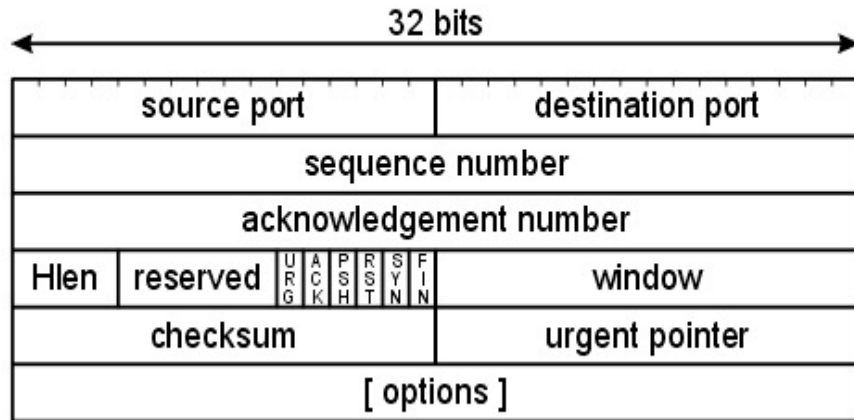 32 bits
source port destination port
sequence number
acknowledgement number
Hlen reserved URG ACK PSH RST SYN FIN window
checksum urgent pointer
[ options ]